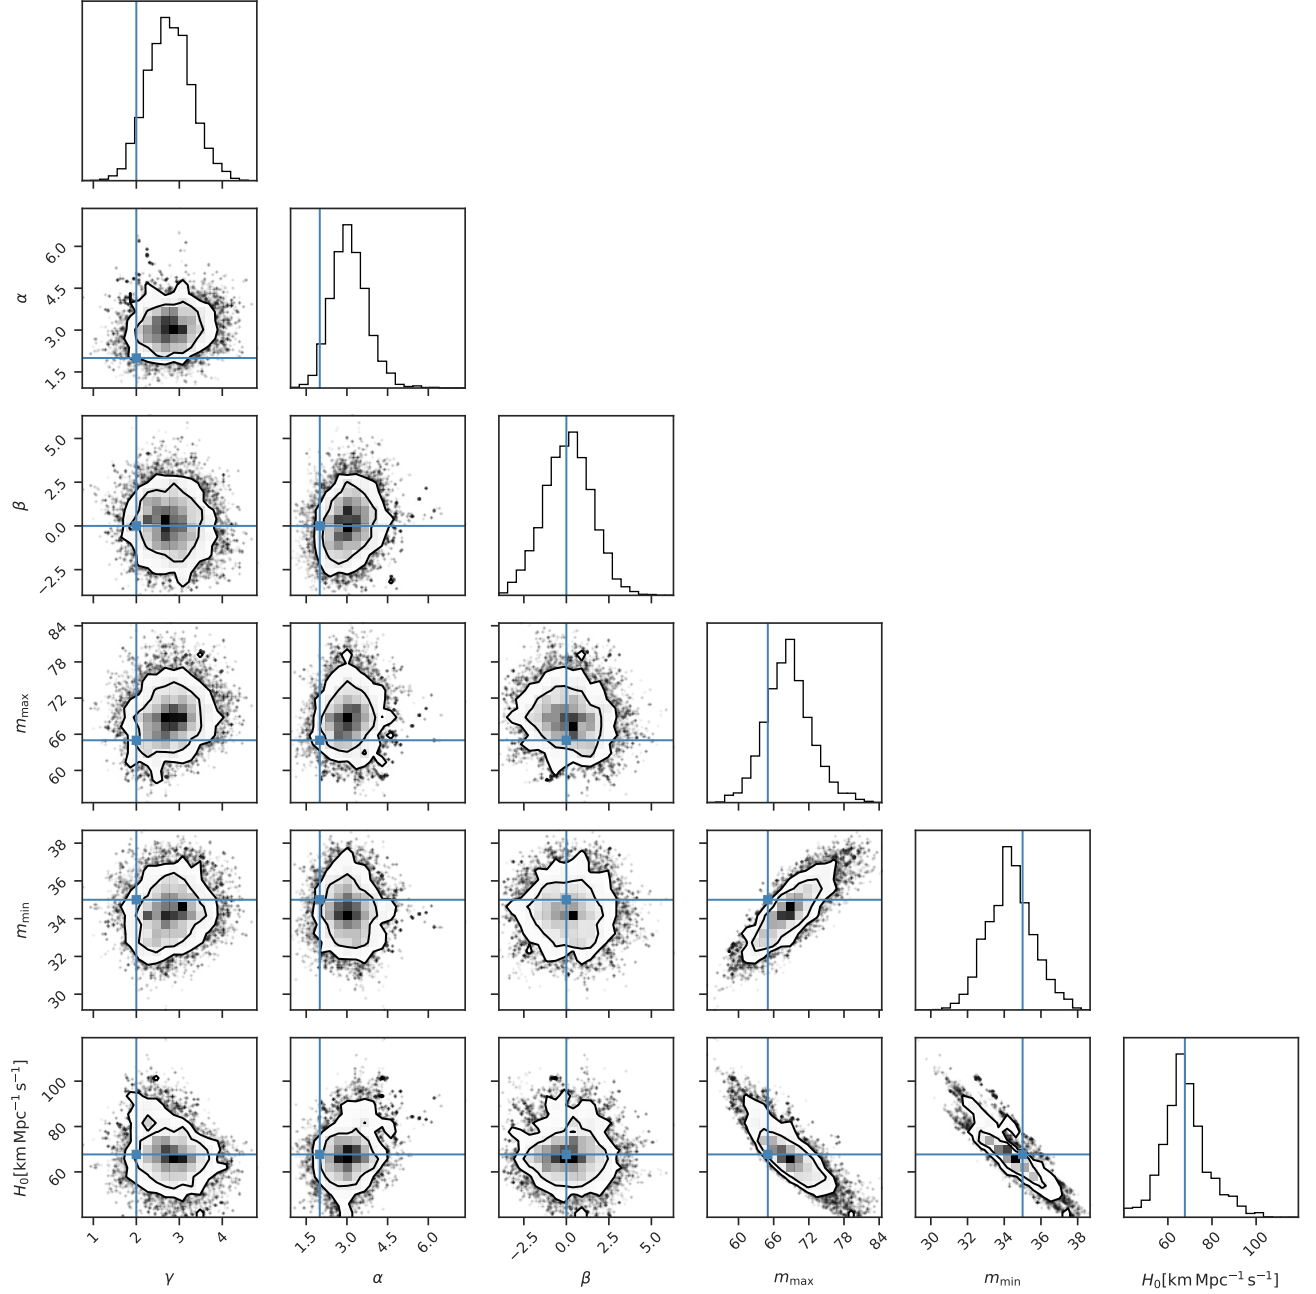 α
6.0
4.5
3.0
1.5
β
5.0
2.5
0.0
−2.5
m_max
84
78
72
66
60
m_min
38
36
34
32
30
H₀[km Mpc⁻¹ s⁻¹]
100
80
60
1 2 3 4
1.5 3.0 4.5 6.0
−2.5 0.0 2.5 5.0
60 66 72 78 84
30 32 34 36 38
60 80 100
γ α β m_max m_min H₀[km Mpc⁻¹ s⁻¹]